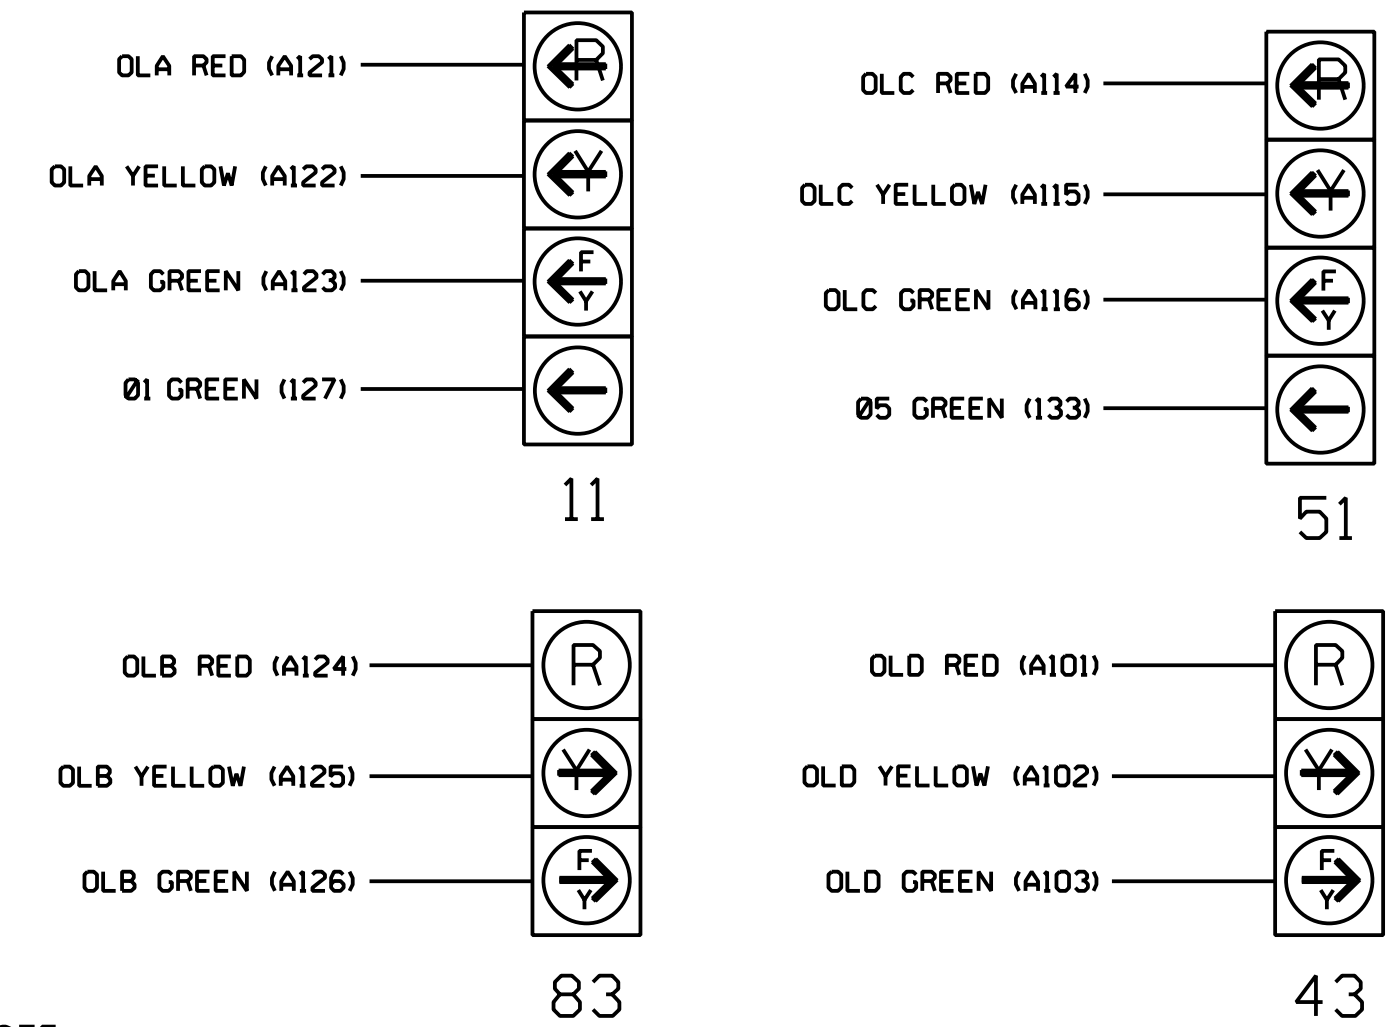 OLA RED (A121) R
OLA YELLOW (A122) Y
OLA GREEN (A123) F Y
Ø1 GREEN (127)
11
OLC RED (A114) R
OLC YELLOW (A115) Y
OLC GREEN (A116) F Y
Ø5 GREEN (133)
51
OLB RED (A124) R
OLB YELLOW (A125) Y
OLB GREEN (A126) F Y
83
OLD RED (A101) R
OLD YELLOW (A102) Y
OLD GREEN (A103) F Y
43